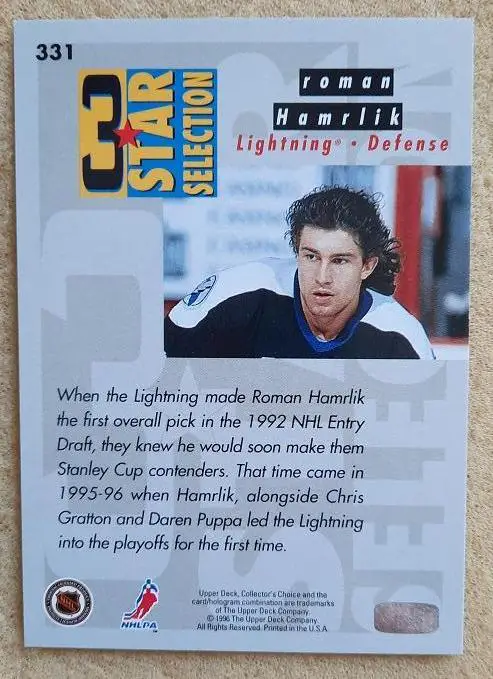 331
3 STAR SELECTION
roman
Hamrlik
Lightning® • Defense
When the Lightning made Roman Hamrlik
the first overall pick in the 1992 NHL Entry
Draft, they knew he would soon make them
Stanley Cup contenders. That time came in
1995-96 when Hamrlik, alongside Chris
Gratton and Daren Puppa led the Lightning
into the playoffs for the first time.
NHL
NHLPA
Upper Deck, Collector's Choice and the
card/hologram combination are trademarks
of The Upper Deck Company.
© 1996 The Upper Deck Company.
All Rights Reserved. Printed in the U.S.A.